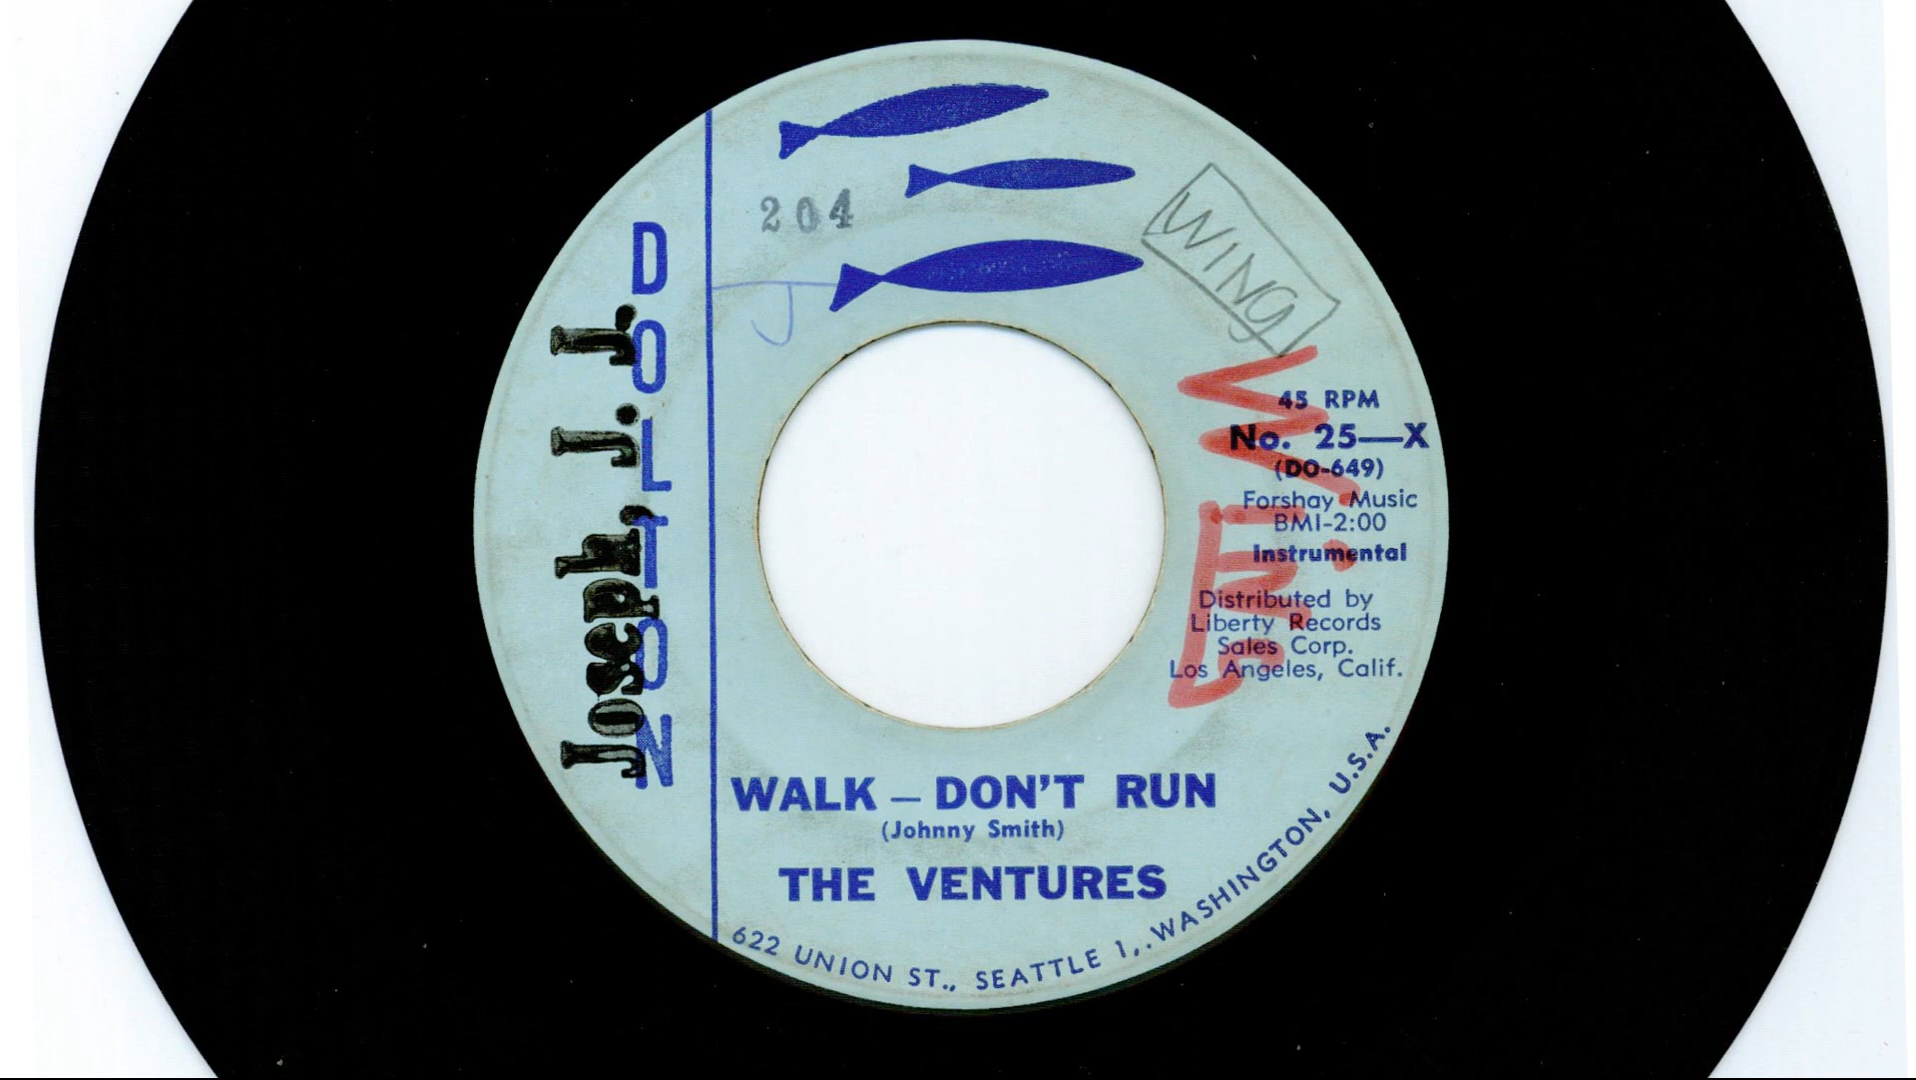 DOLTON
Joseph, J. J.
204
J
WING
Wing
45 RPM
No. 25—X
(DO-649)
Forshay Music
BMI-2:00
Instrumental
Distributed by
Liberty Records
Sales Corp.
Los Angeles, Calif.
WALK – DON'T RUN
(Johnny Smith)
THE VENTURES
622 UNION ST., SEATTLE 1,. WASHINGTON, U.S.A.